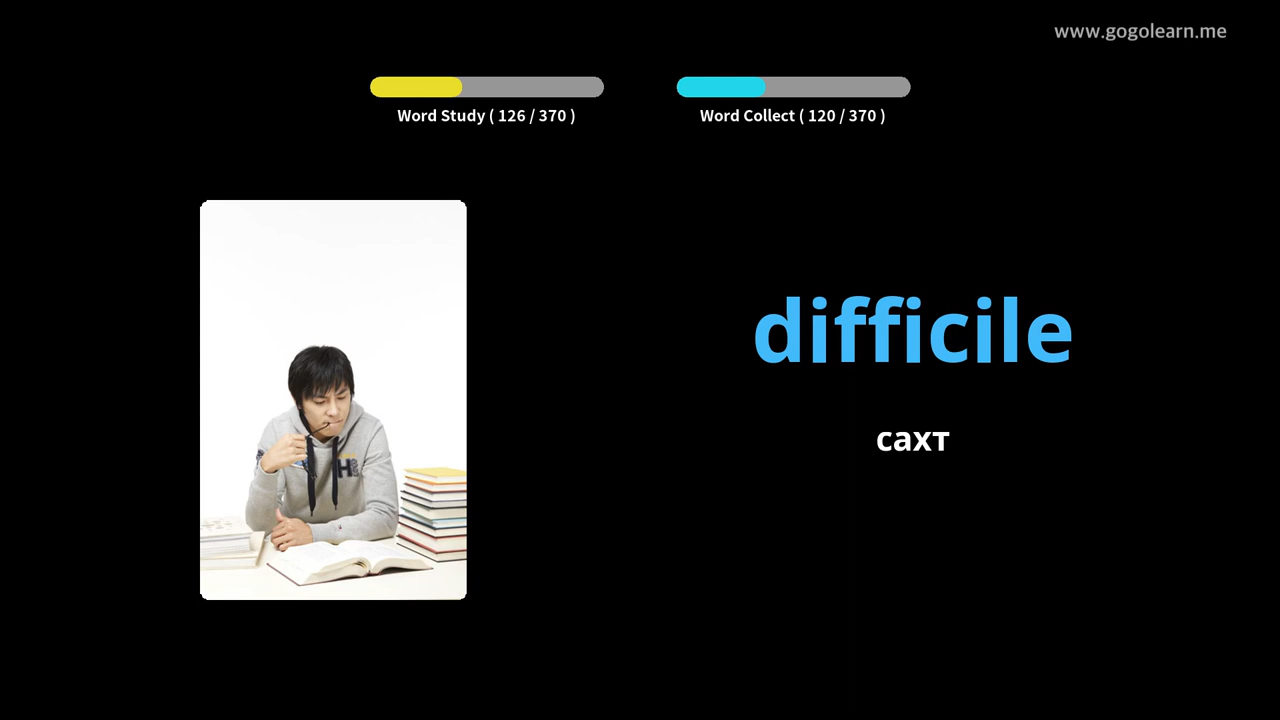 www.gogolearn.me
Word Study ( 126 / 370 )
Word Collect ( 120 / 370 )
difficile
сахт
H